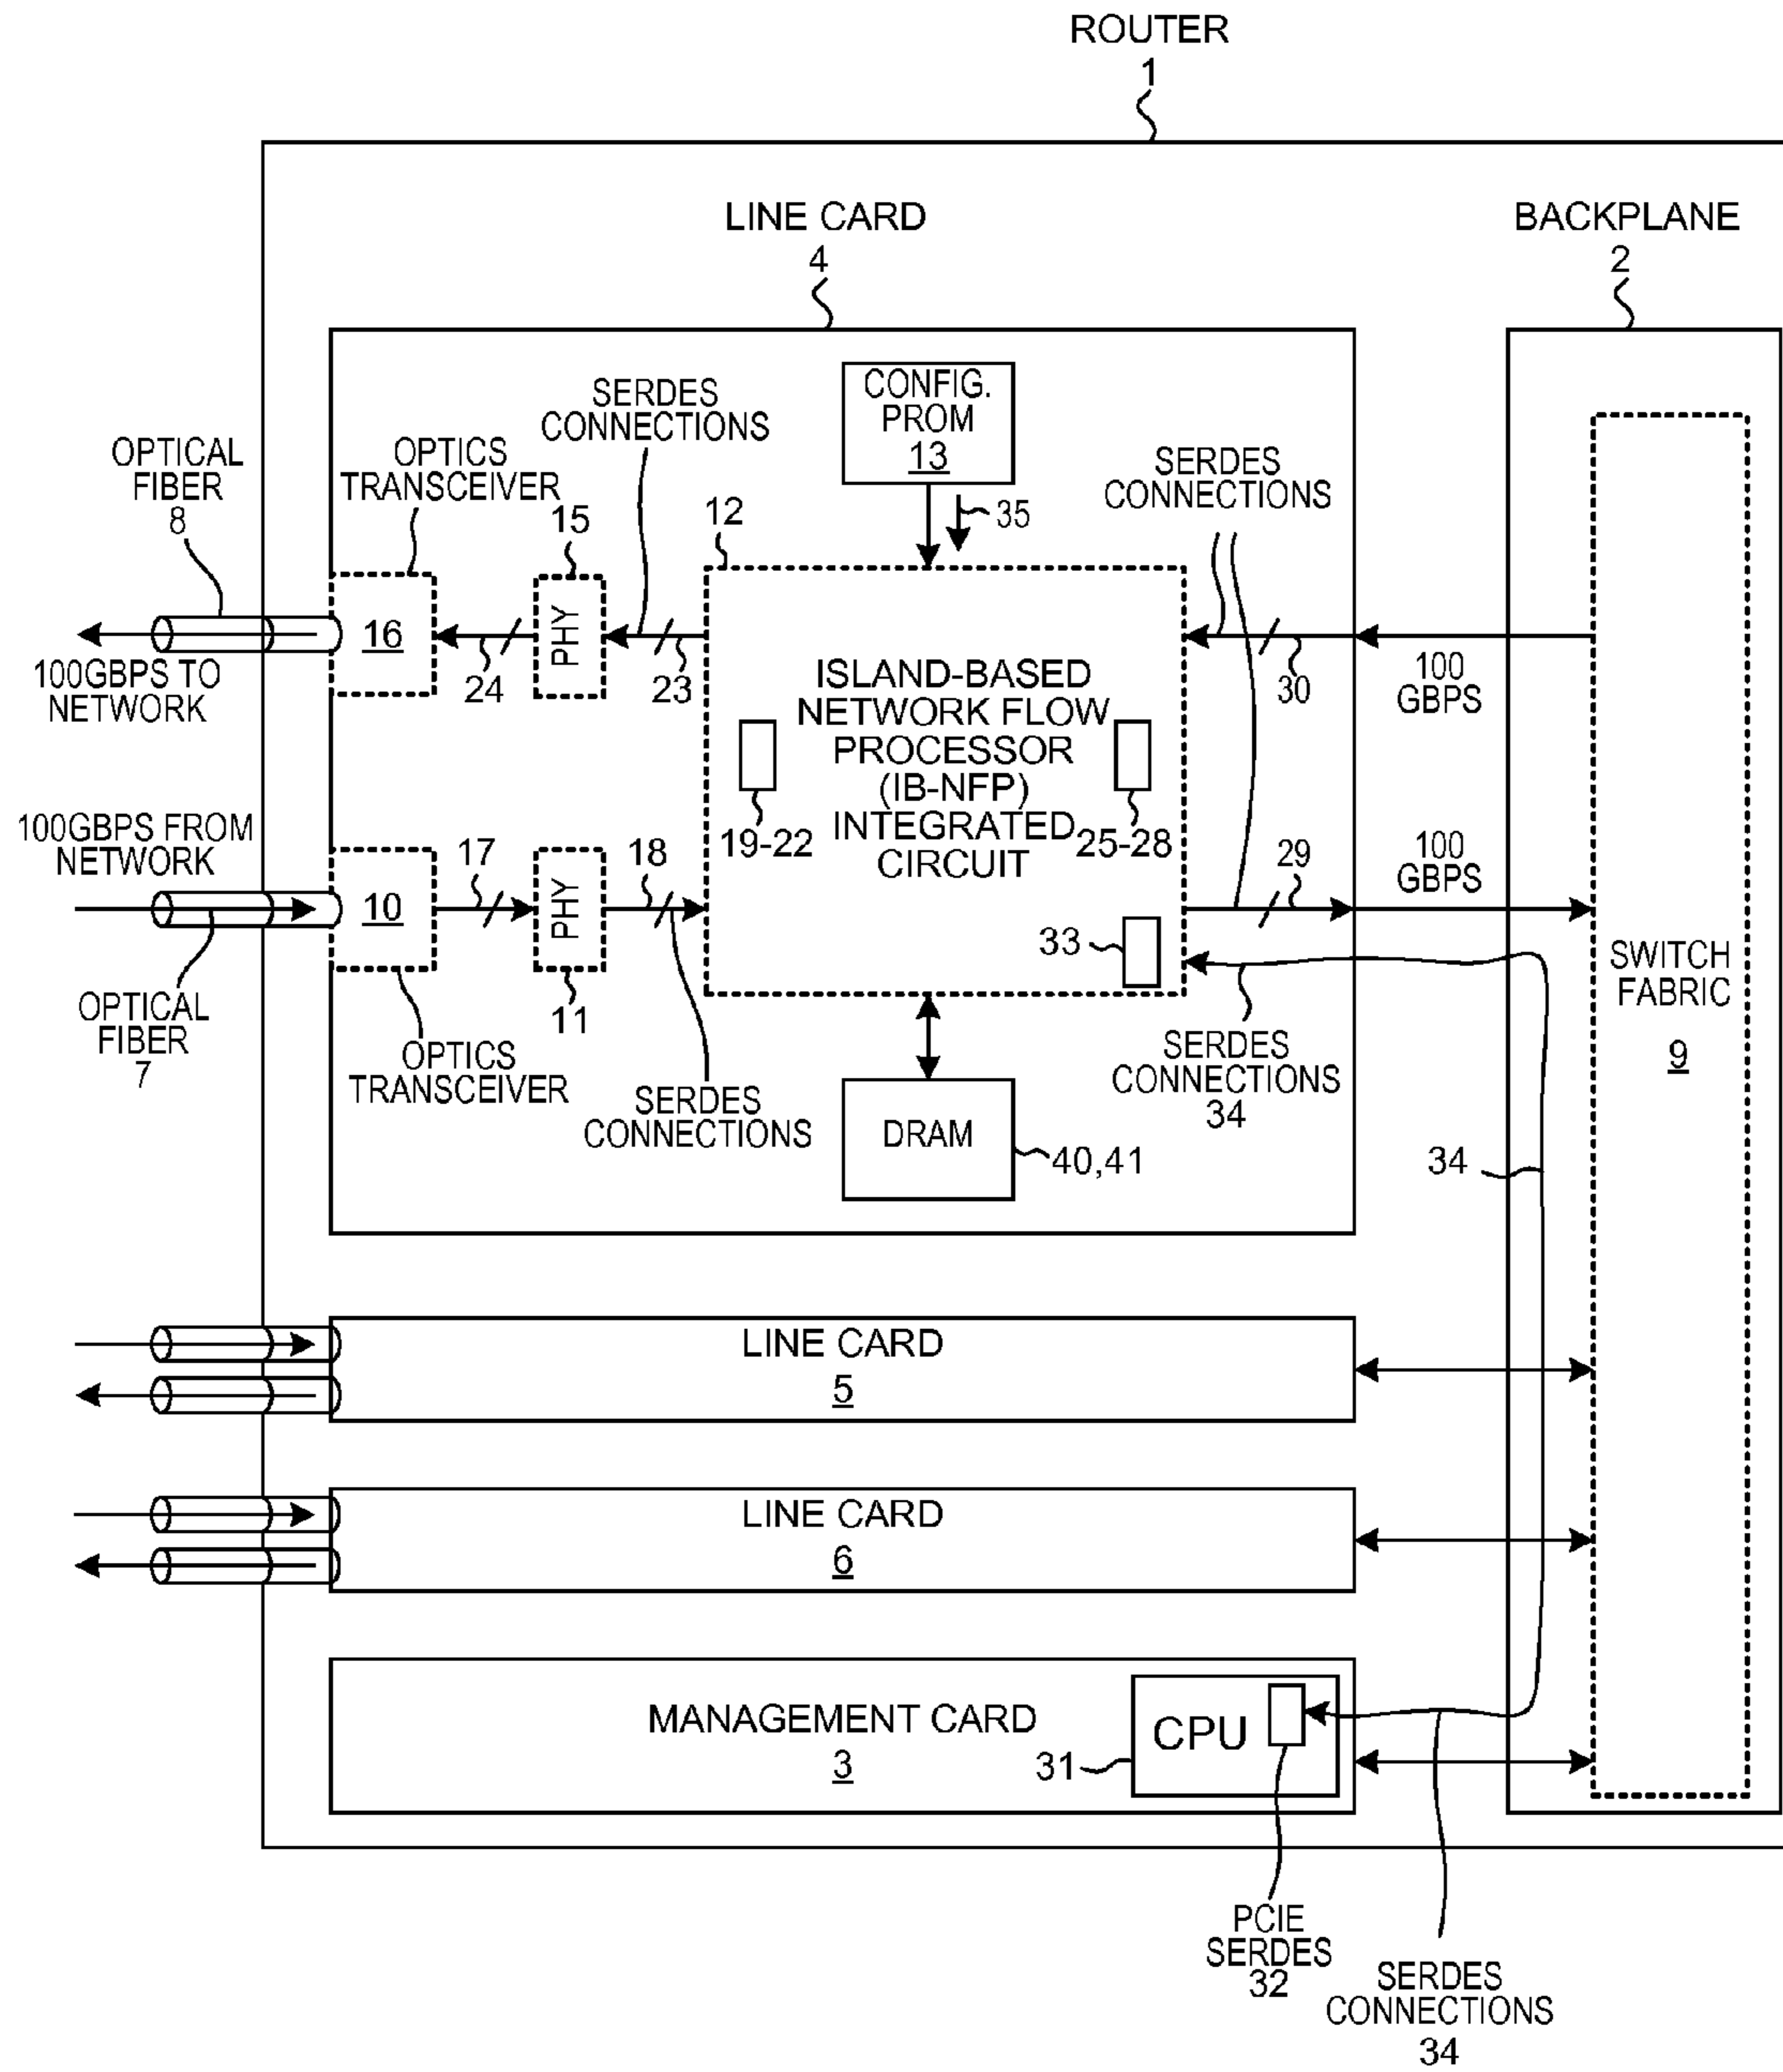 ROUTER
1
LINE CARD
4
BACKPLANE
2
OPTICAL
FIBER
8
OPTICS
TRANSCEIVER
SERDES
CONNECTIONS
CONFIG.
PROM
13
35
SERDES
CONNECTIONS
15
12
16
24
PHY
23
30
100
GBPS
100GBPS TO
NETWORK
ISLAND-BASED
NETWORK FLOW
PROCESSOR
(IB-NFP)
INTEGRATED
CIRCUIT
19-22
25-28
100GBPS FROM
NETWORK
10
17
PHY
11
18
29
100
GBPS
33
OPTICAL
FIBER
7
OPTICS
TRANSCEIVER
SERDES
CONNECTIONS
DRAM
40,41
SERDES
CONNECTIONS
34
34
SWITCH
FABRIC
9
LINE CARD
5
LINE CARD
6
MANAGEMENT CARD
3
31
CPU
PCIE
SERDES
32
SERDES
CONNECTIONS
34